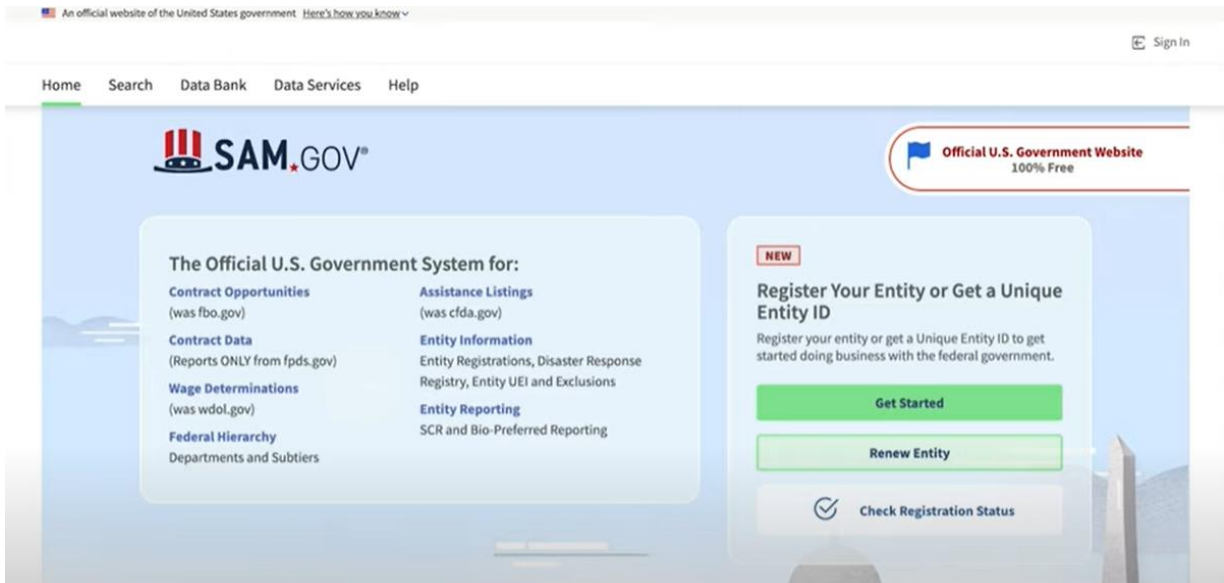 An official website of the United States government Here's how you know
Sign In
Home Search Data Bank Data Services Help
SAM.GOV®
Official U.S. Government Website
100% Free
The Official U.S. Government System for:
Contract Opportunities
(was fbo.gov)
Contract Data
(Reports ONLY from fpds.gov)
Wage Determinations
(was wdol.gov)
Federal Hierarchy
Departments and Subtiers
Assistance Listings
(was cfda.gov)
Entity Information
Entity Registrations, Disaster Response
Registry, Entity UEI and Exclusions
Entity Reporting
SCR and Bio-Preferred Reporting
NEW
Register Your Entity or Get a Unique
Entity ID
Register your entity or get a Unique Entity ID to get
started doing business with the federal government.
Get Started
Renew Entity
Check Registration Status